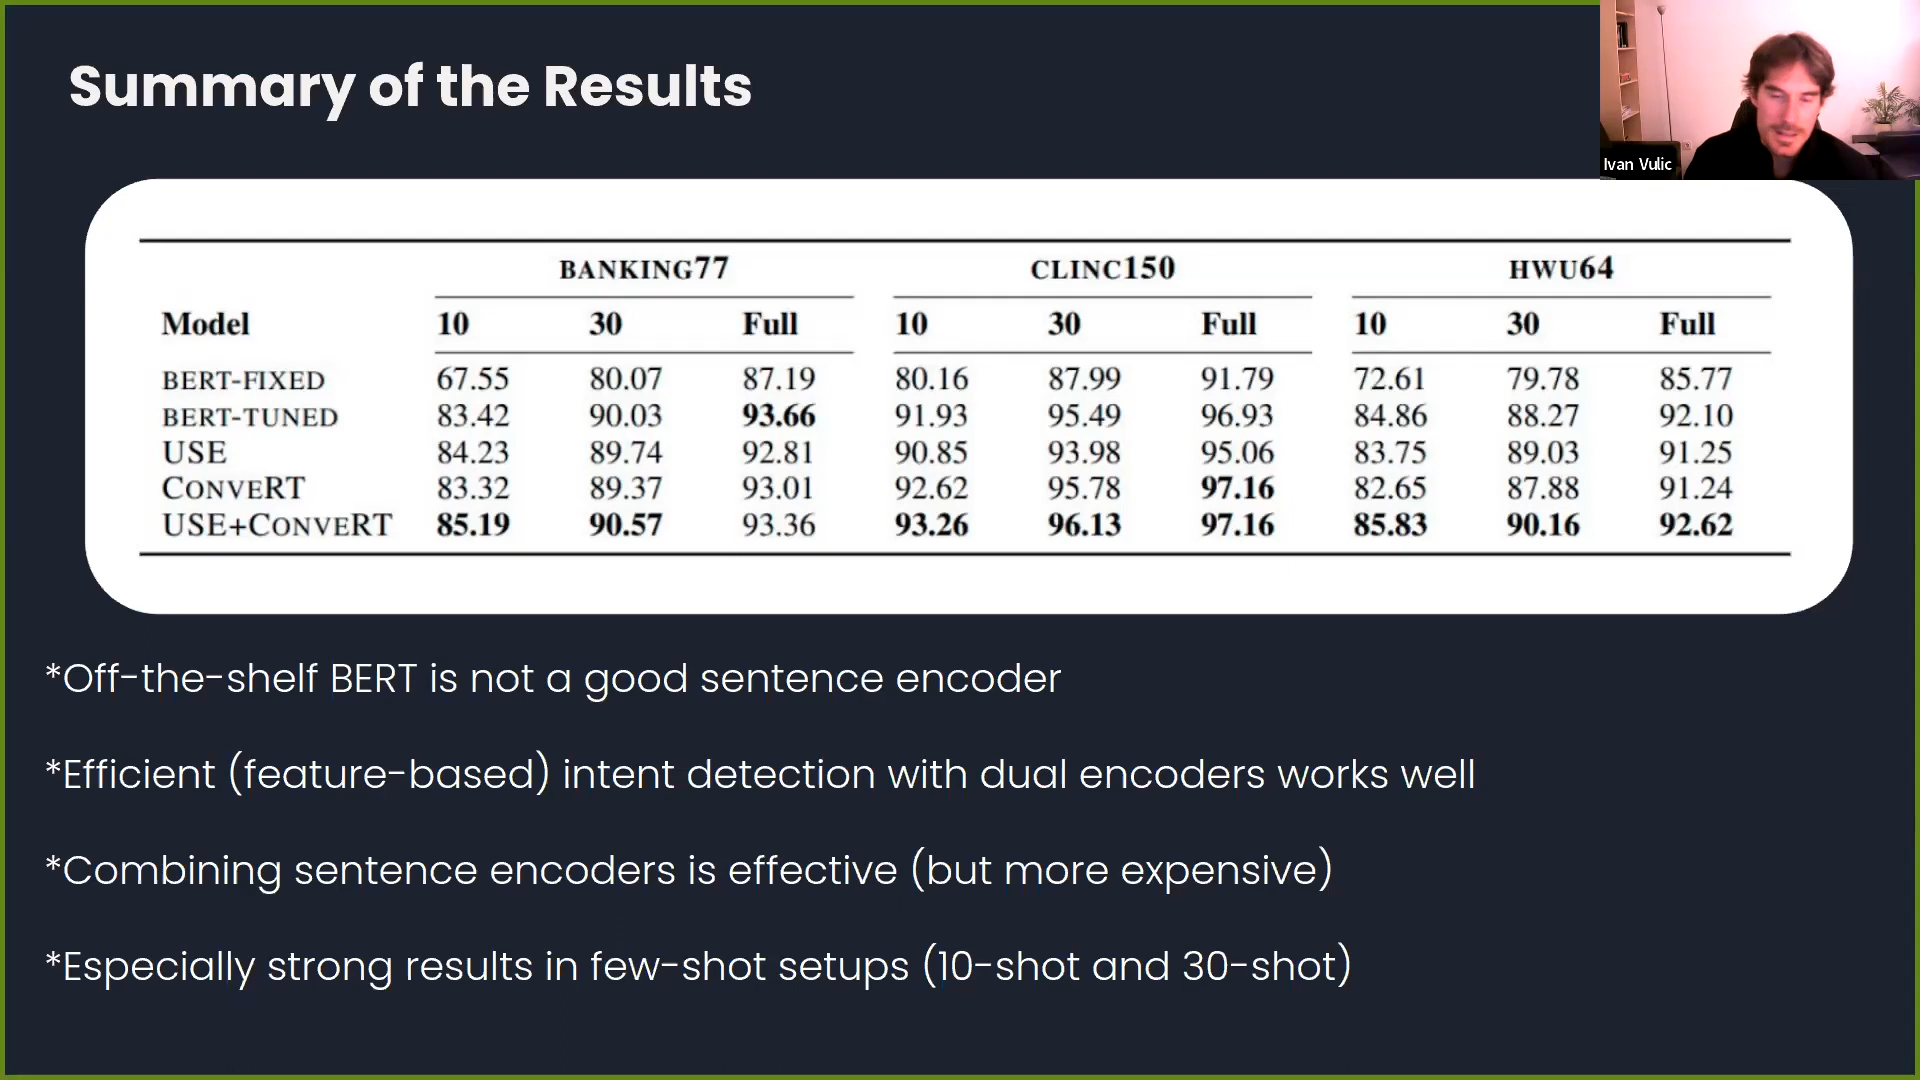 Summary of the Results
Ivan Vulic
BANKING77 CLINC150 HWU64
Model 10 30 Full 10 30 Full 10 30 Full
BERT-FIXED 67.55 80.07 87.19 80.16 87.99 91.79 72.61 79.78 85.77
BERT-TUNED 83.42 90.03 93.66 91.93 95.49 96.93 84.86 88.27 92.10
USE 84.23 89.74 92.81 90.85 93.98 95.06 83.75 89.03 91.25
CONVERT 83.32 89.37 93.01 92.62 95.78 97.16 82.65 87.88 91.24
USE+CONVERT 85.19 90.57 93.36 93.26 96.13 97.16 85.83 90.16 92.62
*Off-the-shelf BERT is not a good sentence encoder
*Efficient (feature-based) intent detection with dual encoders works well
*Combining sentence encoders is effective (but more expensive)
*Especially strong results in few-shot setups (10-shot and 30-shot)